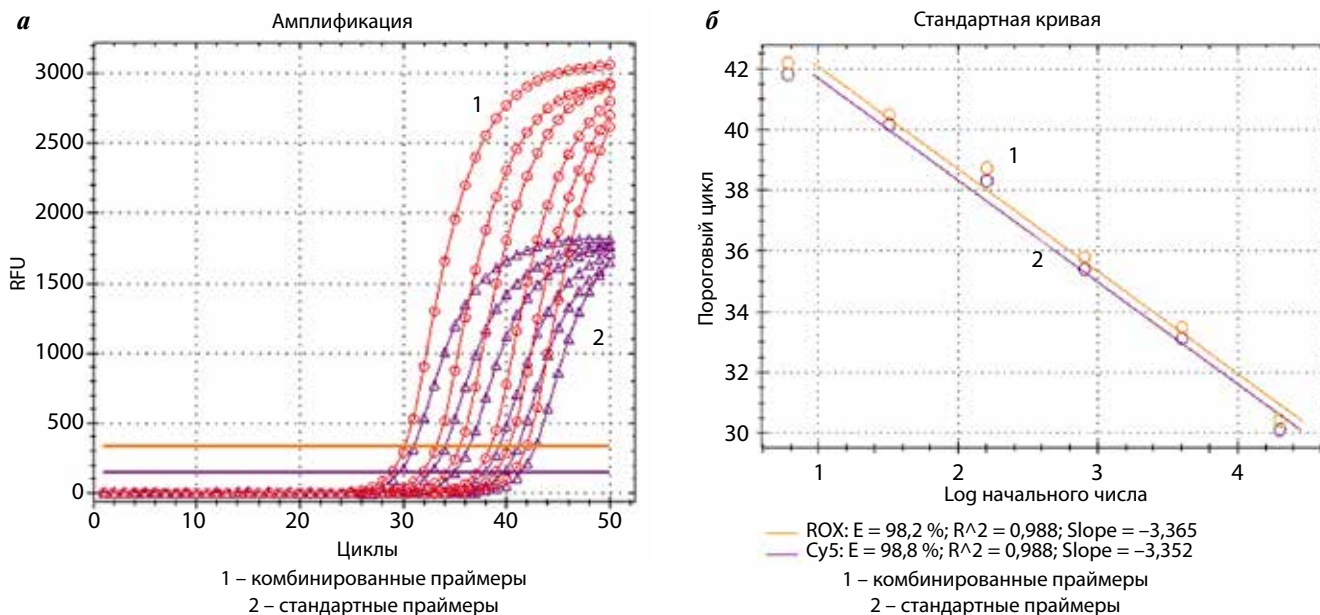 а
Амплификация
3000
2500
2000
1500
1000
500
0
RFU
1
2
0 10 20 30 40 50
Циклы
1 – комбинированные праймеры
2 – стандартные праймеры
б
Стандартная кривая
42
40
38
36
34
32
30
Пороговый цикл
1
2
1 2 3 4
Log начального числа
ROX: E = 98,2 %; R^2 = 0,988; Slope = –3,365
Cy5: E = 98,8 %; R^2 = 0,988; Slope = –3,352
1 – комбинированные праймеры
2 – стандартные праймеры